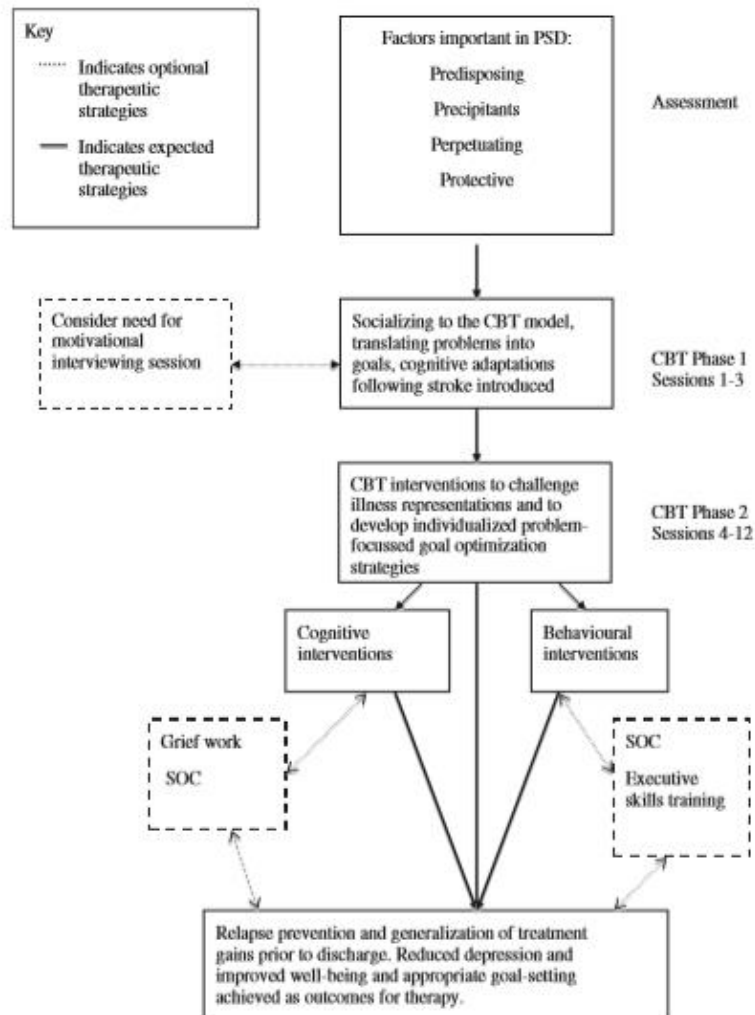 Key
Indicates optional
therapeutic
strategies
Indicates expected
therapeutic
strategies
Factors important in PSD:
Predisposing
Precipitants
Perpetuating
Protective
Assessment
Consider need for
motivational
interviewing session
Socializing to the CBT model,
translating problems into
goals, cognitive adaptations
following stroke introduced
CBT Phase 1
Sessions 1-3
CBT interventions to challenge
illness representations and to
develop individualized problem-
focussed goal optimization
strategies
CBT Phase 2
Sessions 4-12
Cognitive
interventions
Behavioural
interventions
Grief work
SOC
SOC
Executive
skills training
Relapse prevention and generalization of treatment
gains prior to discharge. Reduced depression and
improved well-being and appropriate goal-setting
achieved as outcomes for therapy.